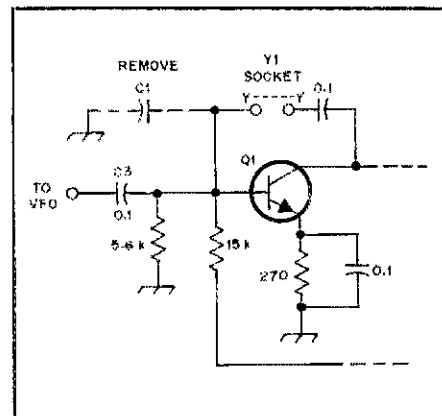 REMOVE
Y1
SOCKET
C1
Y Y
0.1
Q1
TO
VFO
C3
0.1
5.6 k
15 k
270
0.1